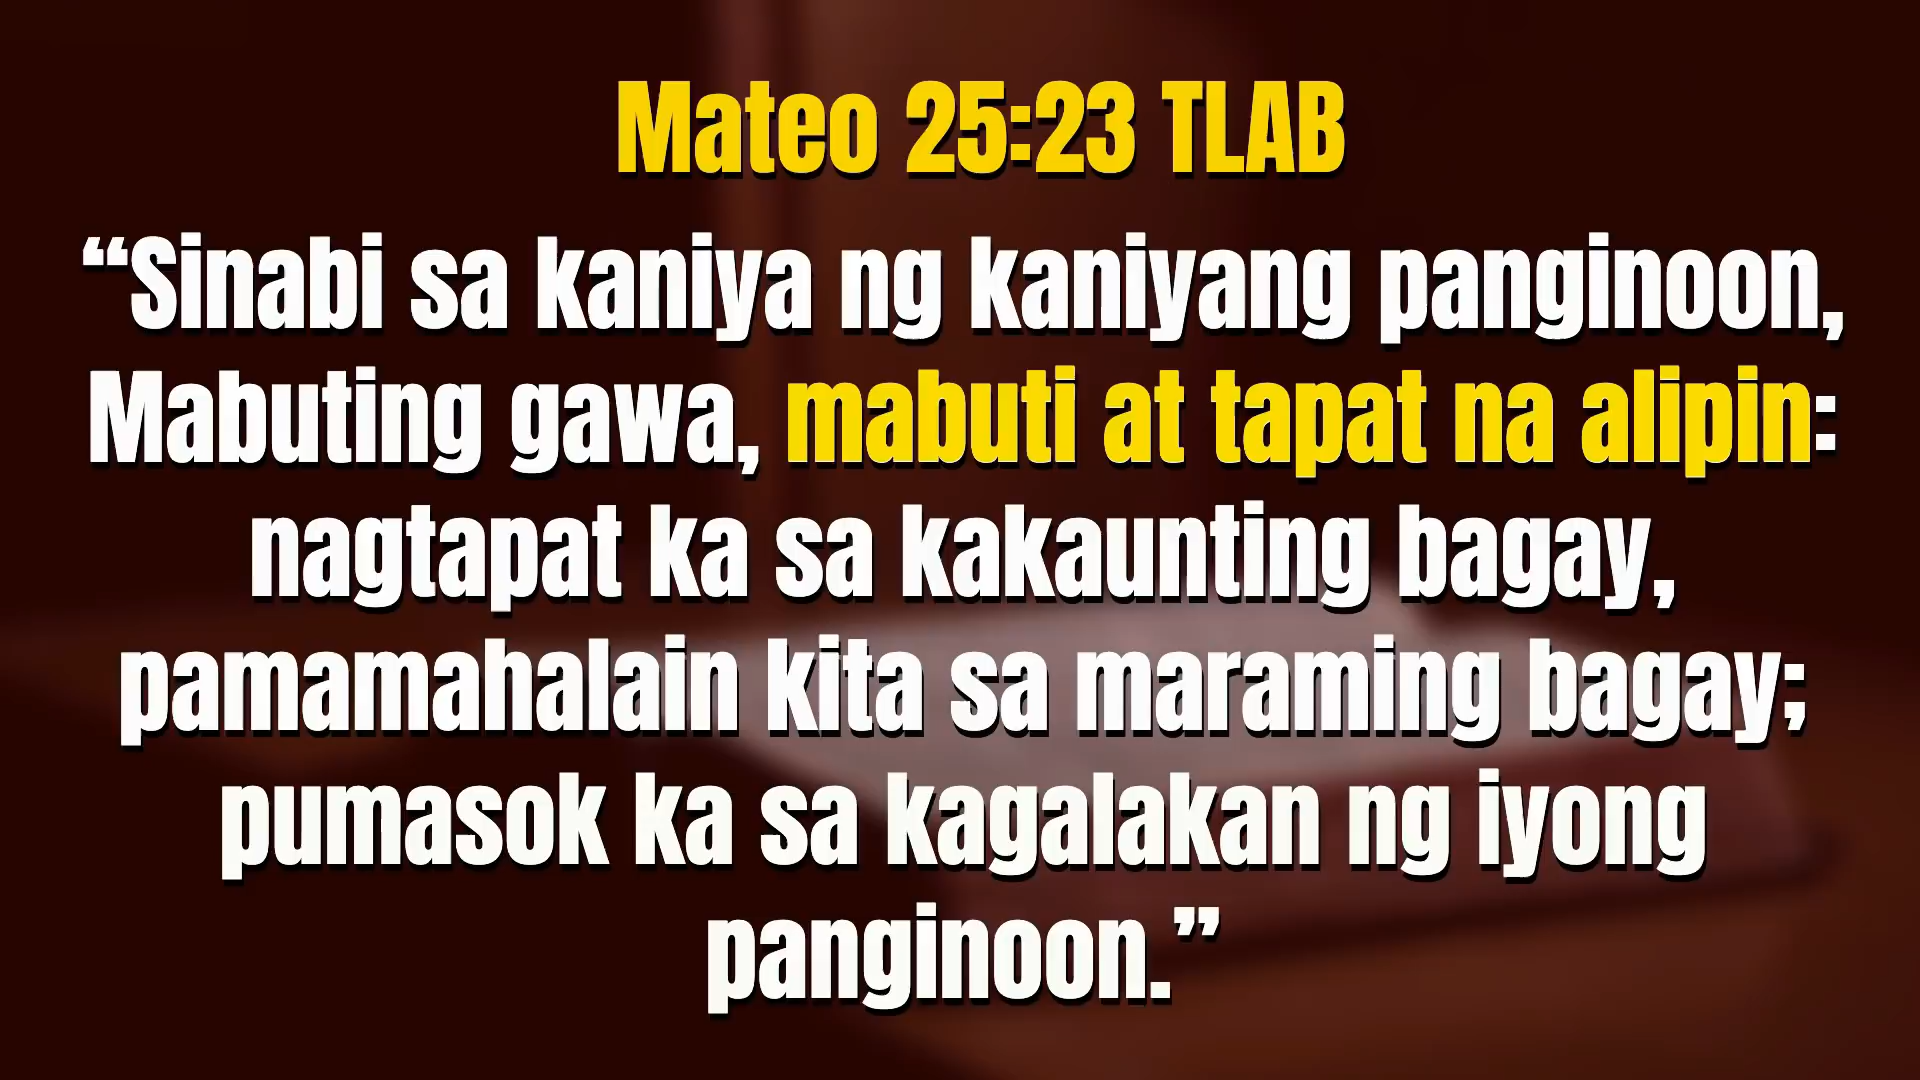 Mateo 25:23 TLAB
“Sinabi sa kaniya ng kaniyang panginoon,
Mabuting gawa, mabuti at tapat na alipin:
nagtapat ka sa kakaunting bagay,
pamamahalain kita sa maraming bagay;
pumasok ka sa kagalakan ng iyong
panginoon.”